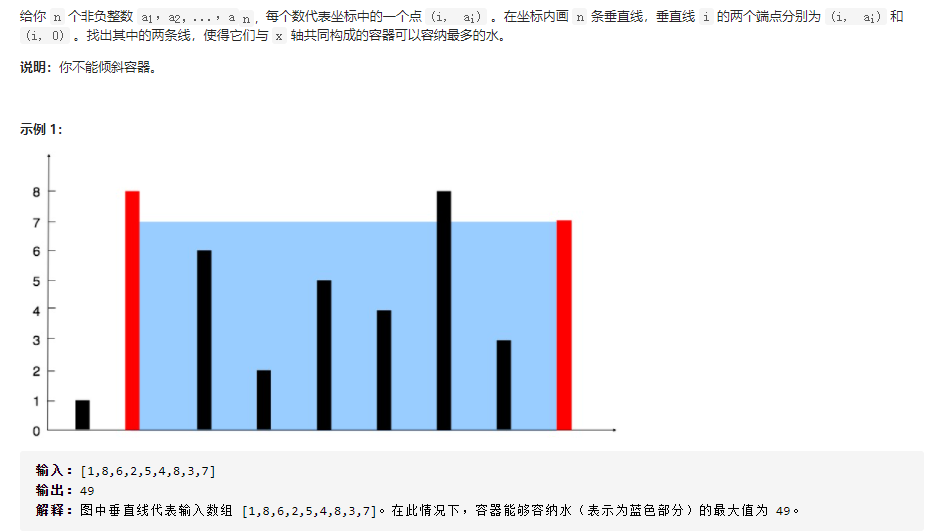 给你 n 个非负整数 a1，a2，...，a n，每个数代表坐标中的一个点 (i, ai) 。在坐标内画 n 条垂直线，垂直线 i 的两个端点分别为 (i, ai) 和
(i, 0) 。找出其中的两条线，使得它们与 x 轴共同构成的容器可以容纳最多的水。
说明：你不能倾斜容器。
示例 1：
8
7
6
5
4
3
2
1
0
输入：[1,8,6,2,5,4,8,3,7]
输出：49
解释：图中垂直线代表输入数组 [1,8,6,2,5,4,8,3,7]。在此情况下，容器能够容纳水（表示为蓝色部分）的最大值为 49。